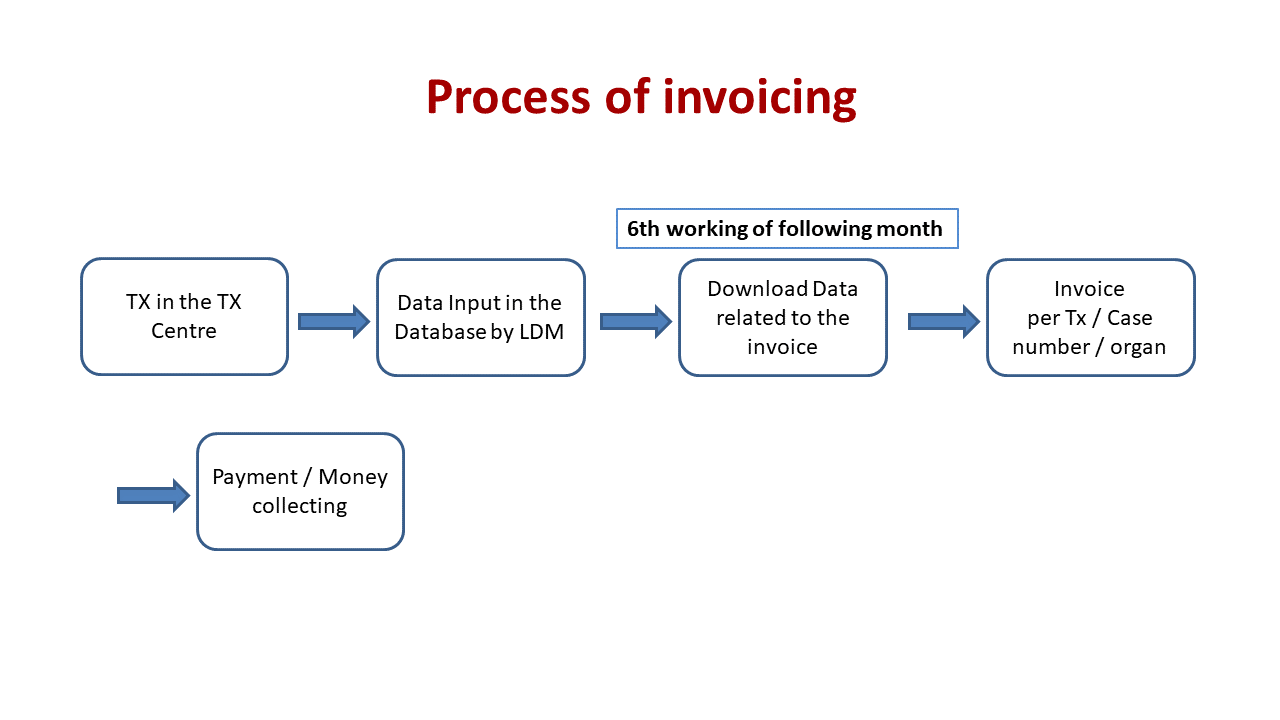 Process of invoicing
6th working of following month
TX in the TX
Centre
Data Input in the
Database by LDM
Download Data
related to the
invoice
Invoice
per Tx / Case
number / organ
Payment / Money
collecting